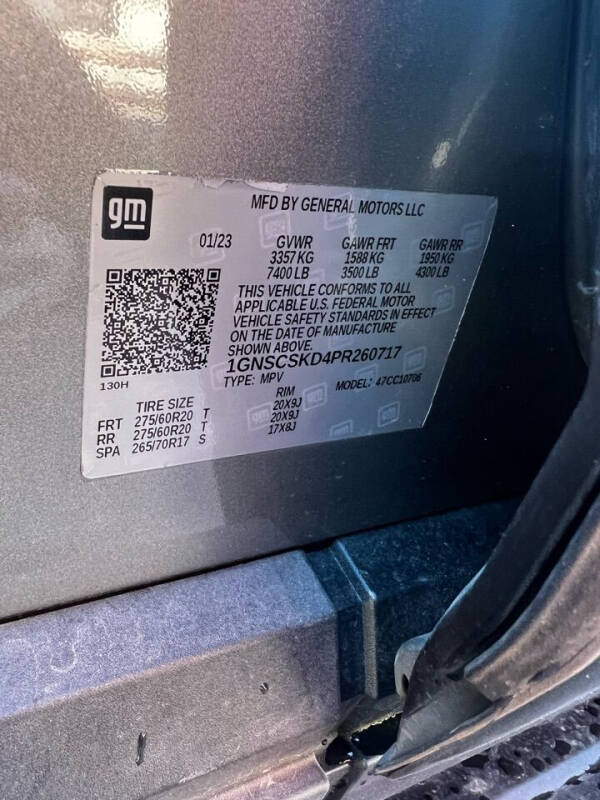 gm
MFD BY GENERAL MOTORS LLC
01/23 GVWR GAWR FRT GAWR RR
3357 KG 1588 KG 1950 KG
7400 LB 3500 LB 4300 LB
THIS VEHICLE CONFORMS TO ALL
APPLICABLE U.S. FEDERAL MOTOR
VEHICLE SAFETY STANDARDS IN EFFECT
ON THE DATE OF MANUFACTURE
SHOWN ABOVE.
1GNSCSKD4PR260717
130H
TYPE: MPV MODEL: 47CC10706
TIRE SIZE RIM
FRT 275/60R20 T 20X9J
RR 275/60R20 T 20X9J
SPA 265/70R17 S 17X8J